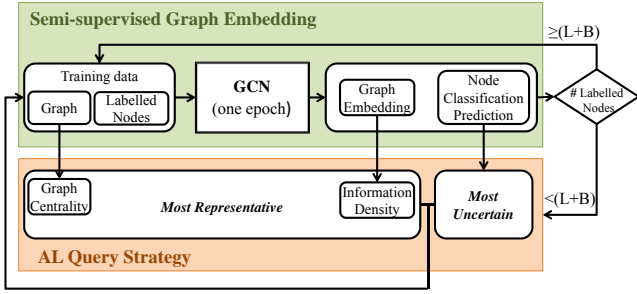 Semi-supervised Graph Embedding
≥(L+B)
Training data
Graph
Labelled
Nodes
GCN
(one epoch)
Graph
Embedding
Node
Classification
Prediction
# Labelled
Nodes
<(L+B)
Graph
Centrality
Most Representative
Information
Density
Most
Uncertain
AL Query Strategy